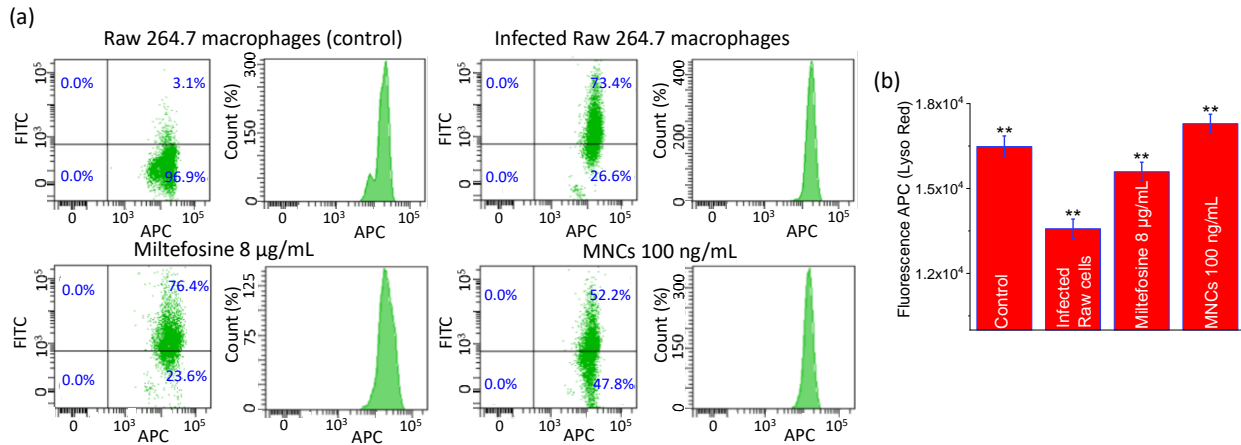 (a)
Raw 264.7 macrophages (control)
Infected Raw 264.7 macrophages
0.0% 3.1%
0.0% 96.9%
FITC
10⁵
10³
0
0 10³ 10⁵
APC
Count (%)
300
150
0
10³ 10⁵
APC
0.0% 73.4%
0.0% 26.6%
FITC
10⁵
10³
0
0 10³ 10⁵
APC
Count (%)
400
200
0
10³ 10⁵
APC
Miltefosine 8 µg/mL
MNCs 100 ng/mL
0.0% 76.4%
0.0% 23.6%
FITC
10⁵
10³
0
0 10³ 10⁵
APC
Count (%)
125
75
0
10³ 10⁵
APC
0.0% 52.2%
0.0% 47.8%
FITC
10⁵
10³
0
0 10³ 10⁵
APC
Count (%)
300
150
0
10³ 10⁵
APC
(b)
Fluorescence APC (Lyso Red)
1.8x10⁴
1.5x10⁴
1.2x10⁴
** ** ** **
Control
Infected
Raw cells
Miltefosine 8 µg/mL
MNCs 100 ng/mL